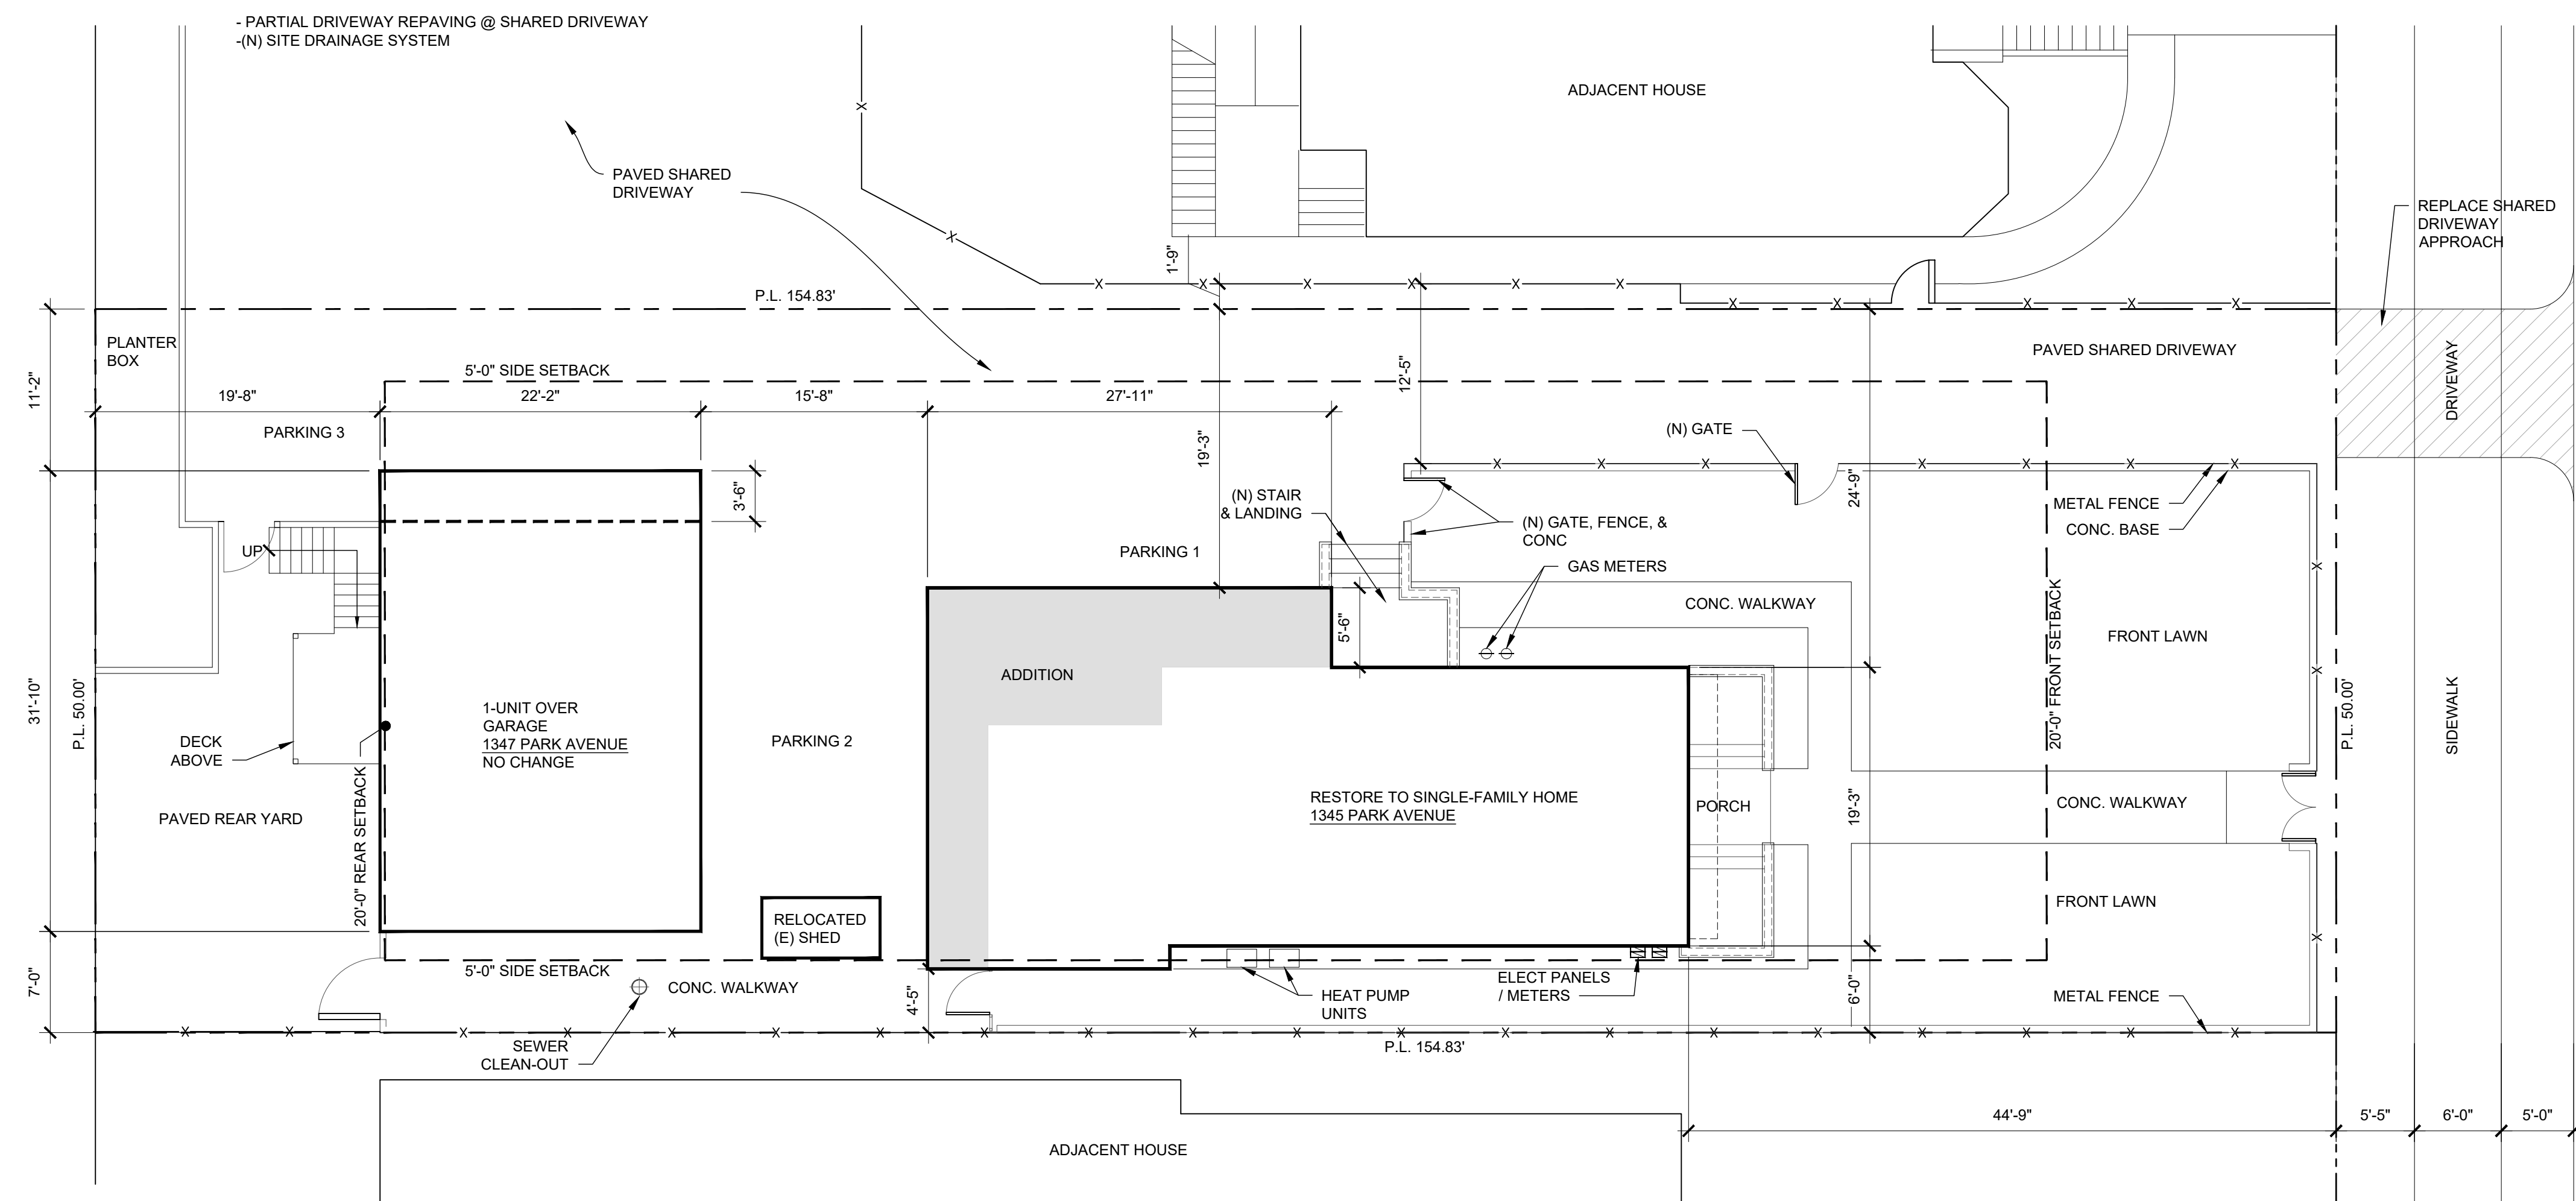 - PARTIAL DRIVEWAY REPAVING @ SHARED DRIVEWAY
-(N) SITE DRAINAGE SYSTEM
ADJACENT HOUSE
PAVED SHARED
DRIVEWAY
REPLACE SHARED
DRIVEWAY
APPROACH
1'-9"
P.L. 154.83'
PLANTER
BOX
PAVED SHARED DRIVEWAY
DRIVEWAY
5'-0" SIDE SETBACK
11'-2"
19'-8"
22'-2"
15'-8"
27'-11"
12'-5"
PARKING 3
(N) GATE
19'-3"
24'-9"
3'-6"
(N) STAIR
& LANDING
METAL FENCE
CONC. BASE
(N) GATE, FENCE, &
CONC
UP
PARKING 1
GAS METERS
CONC. WALKWAY
5'-6"
FRONT LAWN
20'-0" FRONT SETBACK
ADDITION
31'-10"
P.L. 50.00'
1-UNIT OVER
GARAGE
1347 PARK AVENUE
NO CHANGE
PARKING 2
DECK
ABOVE
P.L. 50.00'
SIDEWALK
RESTORE TO SINGLE-FAMILY HOME
1345 PARK AVENUE
PORCH
19'-3"
CONC. WALKWAY
PAVED REAR YARD
20'-0" REAR SETBACK
FRONT LAWN
RELOCATED
(E) SHED
5'-0" SIDE SETBACK
7'-0"
CONC. WALKWAY
4'-5"
HEAT PUMP
UNITS
ELECT PANELS
/ METERS
6'-0"
METAL FENCE
SEWER
CLEAN-OUT
P.L. 154.83'
44'-9"
5'-5"
6'-0"
5'-0"
ADJACENT HOUSE